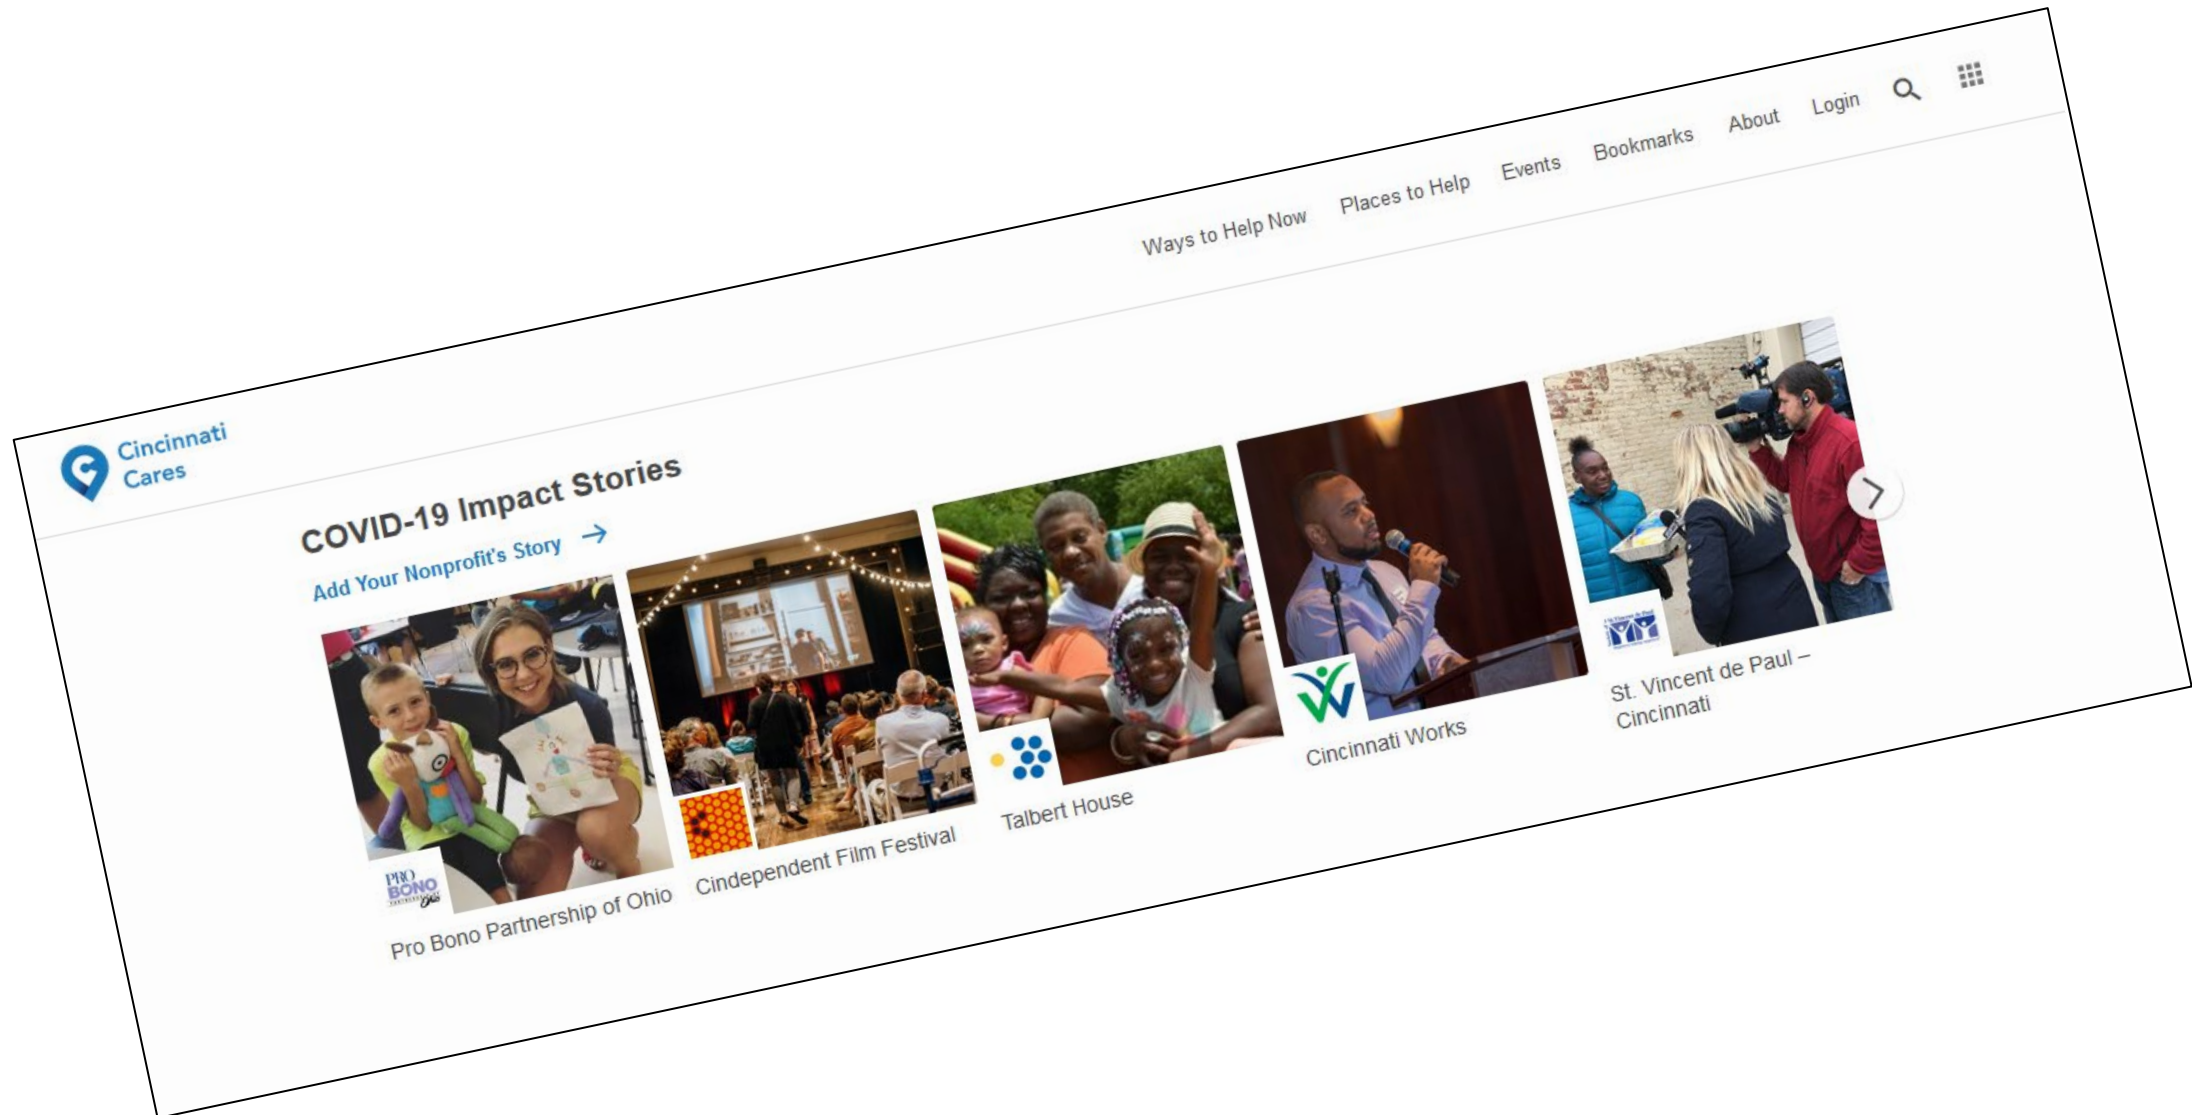 Cincinnati
Cares
Ways to Help Now
Places to Help
Events
Bookmarks
About
Login
COVID-19 Impact Stories
Add Your Nonprofit's Story
PRO
BONO
Ohio
Pro Bono Partnership of Ohio
Cindependent Film Festival
Talbert House
Cincinnati Works
St. Vincent de Paul –
Cincinnati